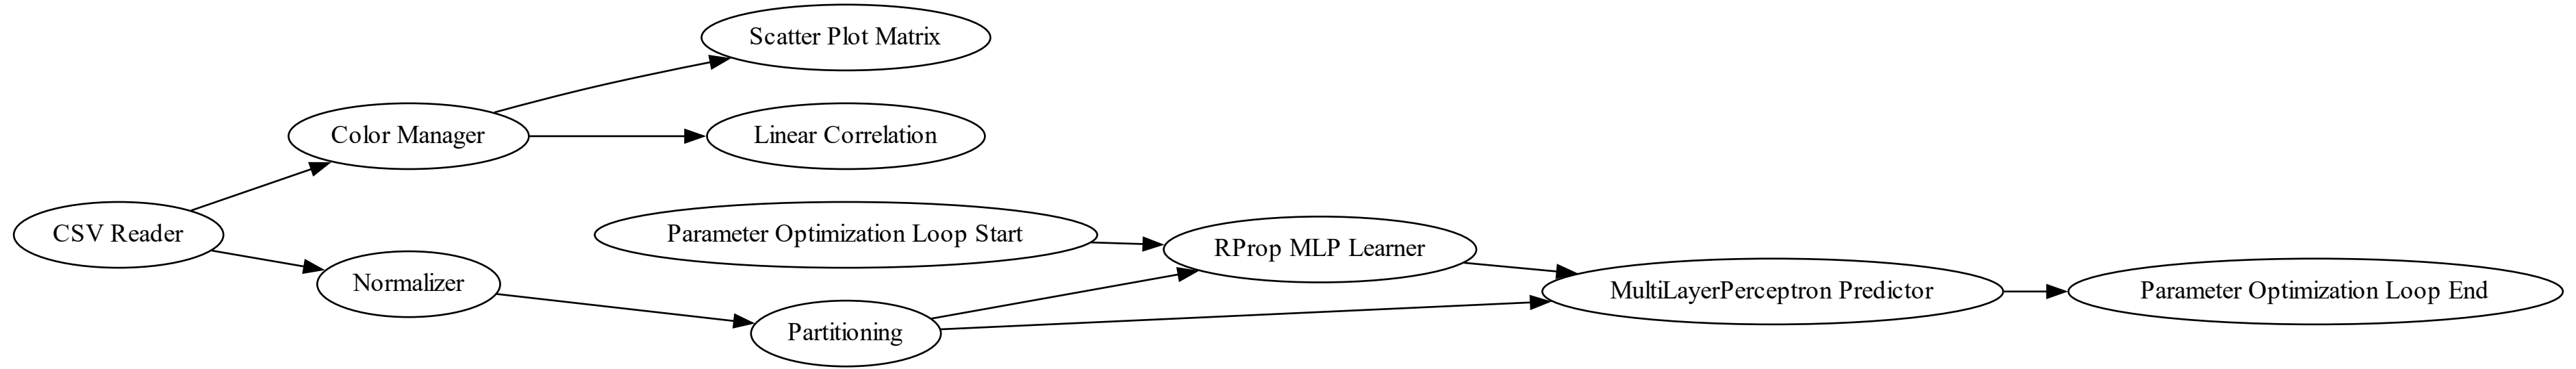 Scatter Plot Matrix
Color Manager
Linear Correlation
CSV Reader
Parameter Optimization Loop Start
RProp MLP Learner
Normalizer
MultiLayerPerceptron Predictor
Parameter Optimization Loop End
Partitioning